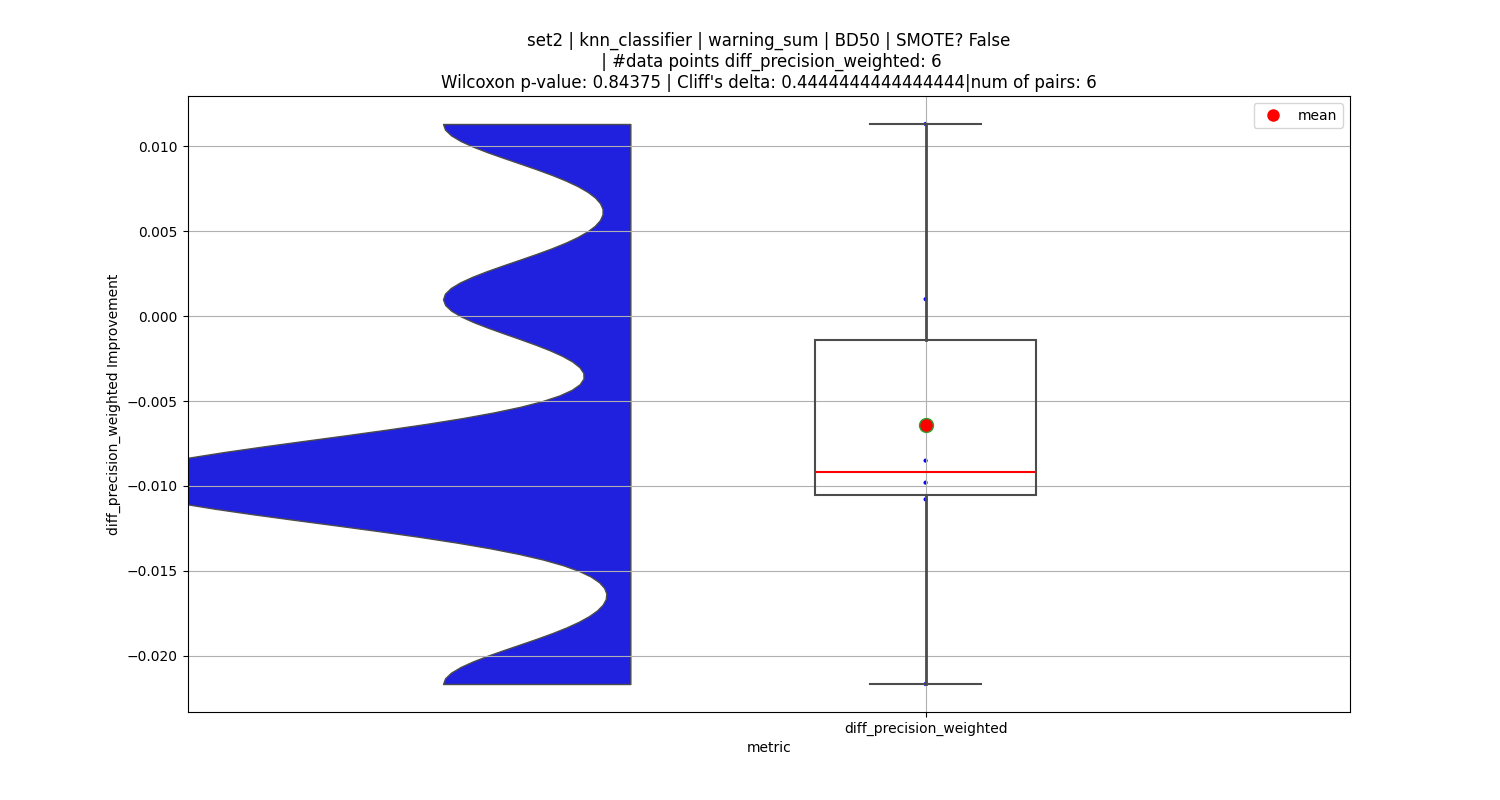 set2 | knn_classifier | warning_sum | BD50 | SMOTE? False
| #data points diff_precision_weighted: 6
Wilcoxon p-value: 0.84375 | Cliff's delta: 0.4444444444444444|num of pairs: 6
mean
0.010
0.005
0.000
−0.005
−0.010
−0.015
−0.020
diff_precision_weighted Improvement
diff_precision_weighted
metric